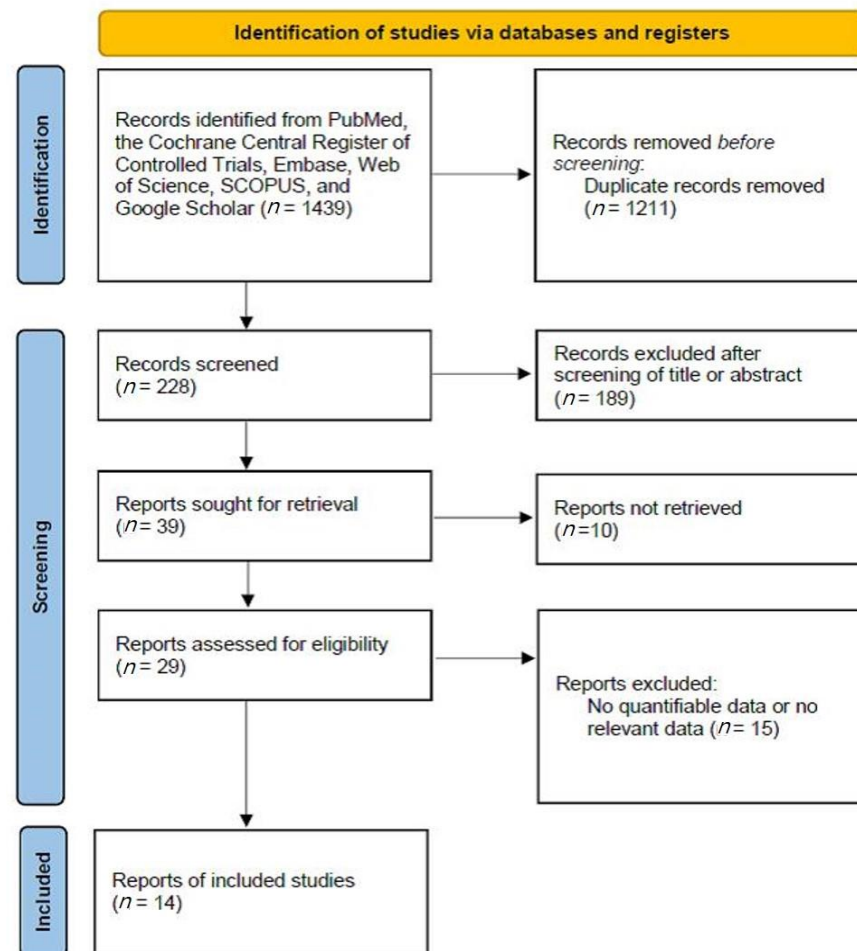 Identification of studies via databases and registers
Identification
Records identified from PubMed,
the Cochrane Central Register of
Controlled Trials, Embase, Web
of Science, SCOPUS, and
Google Scholar (n = 1439)
Records removed before
screening:
Duplicate records removed
(n = 1211)
Screening
Records screened
(n = 228)
Records excluded after
screening of title or abstract
(n = 189)
Reports sought for retrieval
(n = 39)
Reports not retrieved
(n=10)
Reports assessed for eligibility
(n = 29)
Reports excluded:
No quantifiable data or no
relevant data (n = 15)
Included
Reports of included studies
(n = 14)